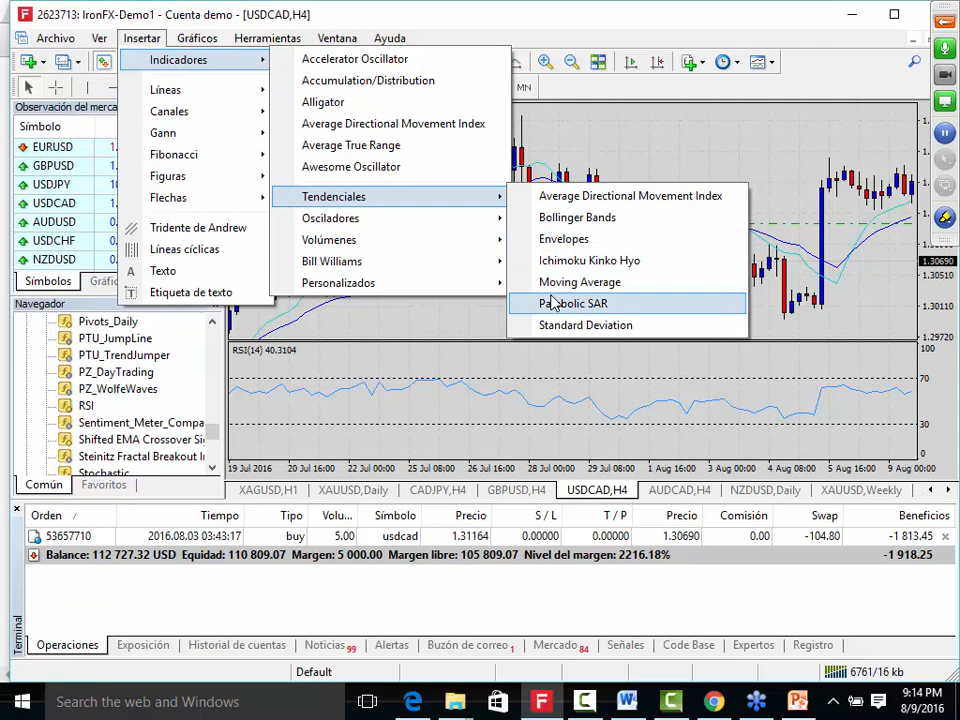 2623713: IronFX-Demo1 - Cuenta demo - [USDCAD,H4]
Archivo Ver Insertar Gráficos Herramientas Ventana Ayuda
Indicadores
Líneas
Canales
Gann
Fibonacci
Figuras
Flechas
Tridente de Andrew
Líneas cíclicas
Texto
Etiqueta de texto
Accelerator Oscillator
Accumulation/Distribution
Alligator
Average Directional Movement Index
Average True Range
Awesome Oscillator
Tendenciales
Osciladores
Volúmenes
Bill Williams
Personalizados
Average Directional Movement Index
Bollinger Bands
Envelopes
Ichimoku Kinko Hyo
Moving Average
Parabolic SAR
Standard Deviation
MN
Observación del merca
Símbolo
EURUSD
GBPUSD
USDJPY
USDCAD
AUDUSD
USDCHF
NZDUSD
Símbolos
Navegador
Pivots_Daily
PTU_JumpLine
PTU_TrendJumper
PZ_DayTrading
PZ_WolfeWaves
RSI
Sentiment_Meter_Compa
Shifted EMA Crossover Si
Steinitz Fractal Breakout I
Stochastic
Común Favoritos
1.30690
1.30510
1.30110
1.29720
RSI(14) 40.3104
100
70
30
0
19 Jul 2016 20 Jul 12:00 22 Jul 00:00 25 Jul 08:00 26 Jul 16:00 28 Jul 00:00 29 Jul 08:00 1 Aug 16:00 3 Aug 00:00 4 Aug 08:00 5 Aug 16:00 9 Aug 00:00
XAGUSD,H1 XAUUSD,Daily CADJPY,H4 GBPUSD,H4 USDCAD,H4 AUDCAD,H4 NZDUSD,Daily XAUUSD,Weekly
Orden Tiempo Tipo Volu... Símbolo Precio S / L T / P Precio Comisión Swap Beneficios
53657710 2016.08.03 03:43:17 buy 5.00 usdcad 1.31164 0.00000 0.00000 1.30690 0.00 -104.80 -1 813.45
Balance: 112 727.32 USD Equidad: 110 809.07 Margen: 5 000.00 Margen libre: 105 809.07 Nivel del margen: 2216.18% -1 918.25
Terminal
Operaciones Exposición Historial de cuentas Noticias 99 Alertas Buzón de correo 1 Mercado 84 Señales Code Base Expertos Registro
Default 6761/16 kb
Search the web and Windows
9:14 PM
8/9/2016